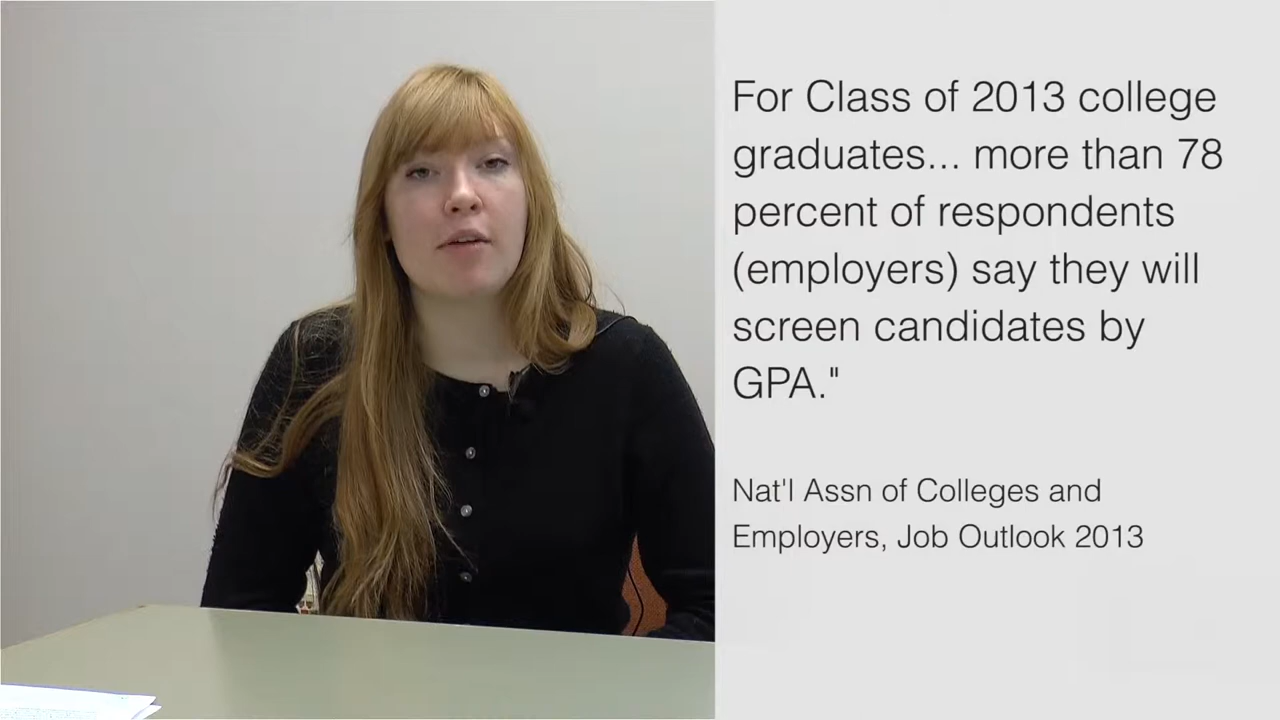 For Class of 2013 college
graduates... more than 78
percent of respondents
(employers) say they will
screen candidates by
GPA."
Nat'l Assn of Colleges and
Employers, Job Outlook 2013